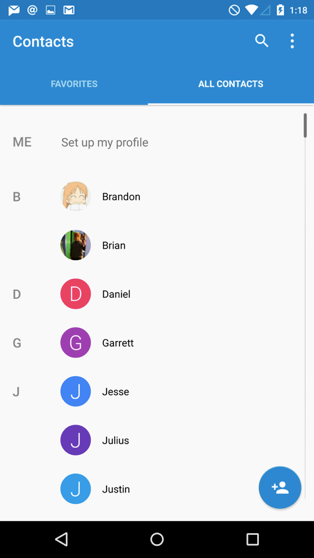 1:18
Contacts
FAVORITES
ALL CONTACTS
ME Set up my profile
B Brandon
Brian
D D Daniel
G G Garrett
J J Jesse
J Julius
J Justin